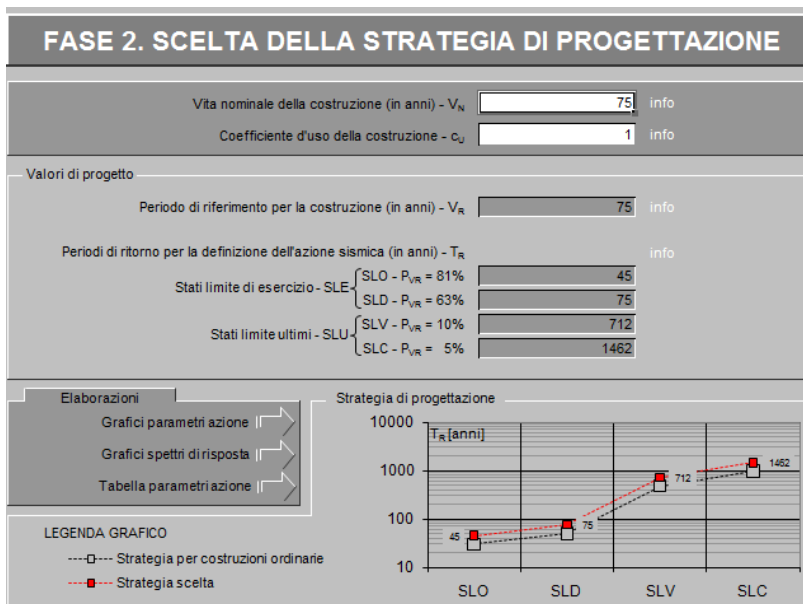 FASE 2. SCELTA DELLA STRATEGIA DI PROGETTAZIONE
Vita nominale della costruzione (in anni) - VN 75 info
Coefficiente d'uso della costruzione - cU 1 info
Valori di progetto
Periodo di riferimento per la costruzione (in anni) - VR 75 info
Periodi di ritorno per la definizione dell'azione sismica (in anni) - TR info
Stati limite di esercizio - SLE
SLO - PVR = 81% 45
SLD - PVR = 63% 75
Stati limite ultimi - SLU
SLV - PVR = 10% 712
SLC - PVR = 5% 1462
Elaborazioni
Grafici parametri azione
Grafici spettri di risposta
Tabella parametri azione
LEGENDA GRAFICO
Strategia per costruzioni ordinarie
Strategia scelta
Strategia di progettazione
TR [anni]
10000
1000
100
10
45
75
712
1462
SLO SLD SLV SLC